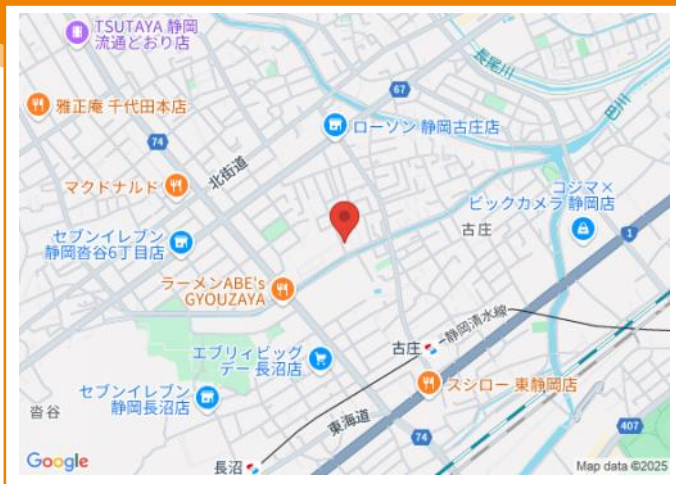 TSUTAYA 静岡
流通どおり店
長尾川
巴川
67
雅正庵 千代田本店
ローソン 静岡古庄店
74
北街道
マクドナルド
コジマ×
ビックカメラ 静岡店
セブンイレブン
静岡沓谷6丁目店
古庄
1
ラーメンABE's
GYOUZAYA
静岡清水線
古庄
エブリィビッグ
デー 長沼店
スシロー 東静岡店
セブンイレブン
静岡長沼店
沓谷
東海道
74
407
長沼
Google
Map data ©2025